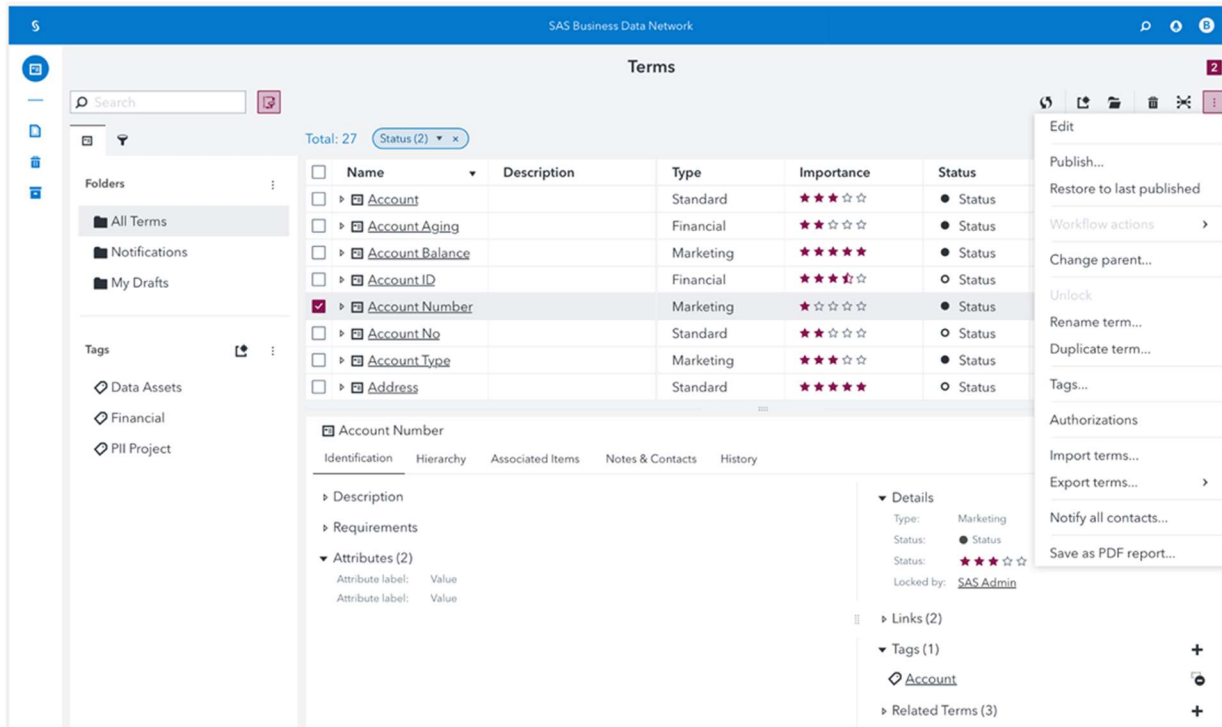 SAS Business Data Network
B
Terms
2
Search
Total: 27 Status (2)
Folders
All Terms
Notifications
My Drafts
Tags
Data Assets
Financial
PII Project
Name Description Type Importance Status
Account Standard Status
Account Aging Financial Status
Account Balance Marketing Status
Account ID Financial Status
Account Number Marketing Status
Account No Standard Status
Account Type Marketing Status
Address Standard Status
Edit
Publish...
Restore to last published
Workflow actions
Change parent...
Unlock
Rename term...
Duplicate term...
Tags...
Authorizations
Import terms...
Export terms...
Notify all contacts...
Save as PDF report...
Account Number
Identification Hierarchy Associated Items Notes & Contacts History
Description
Requirements
Attributes (2)
Attribute label: Value
Attribute label: Value
Details
Type: Marketing
Status: Status
Status:
Locked by: SAS Admin
Links (2)
Tags (1)
Account
Related Terms (3)